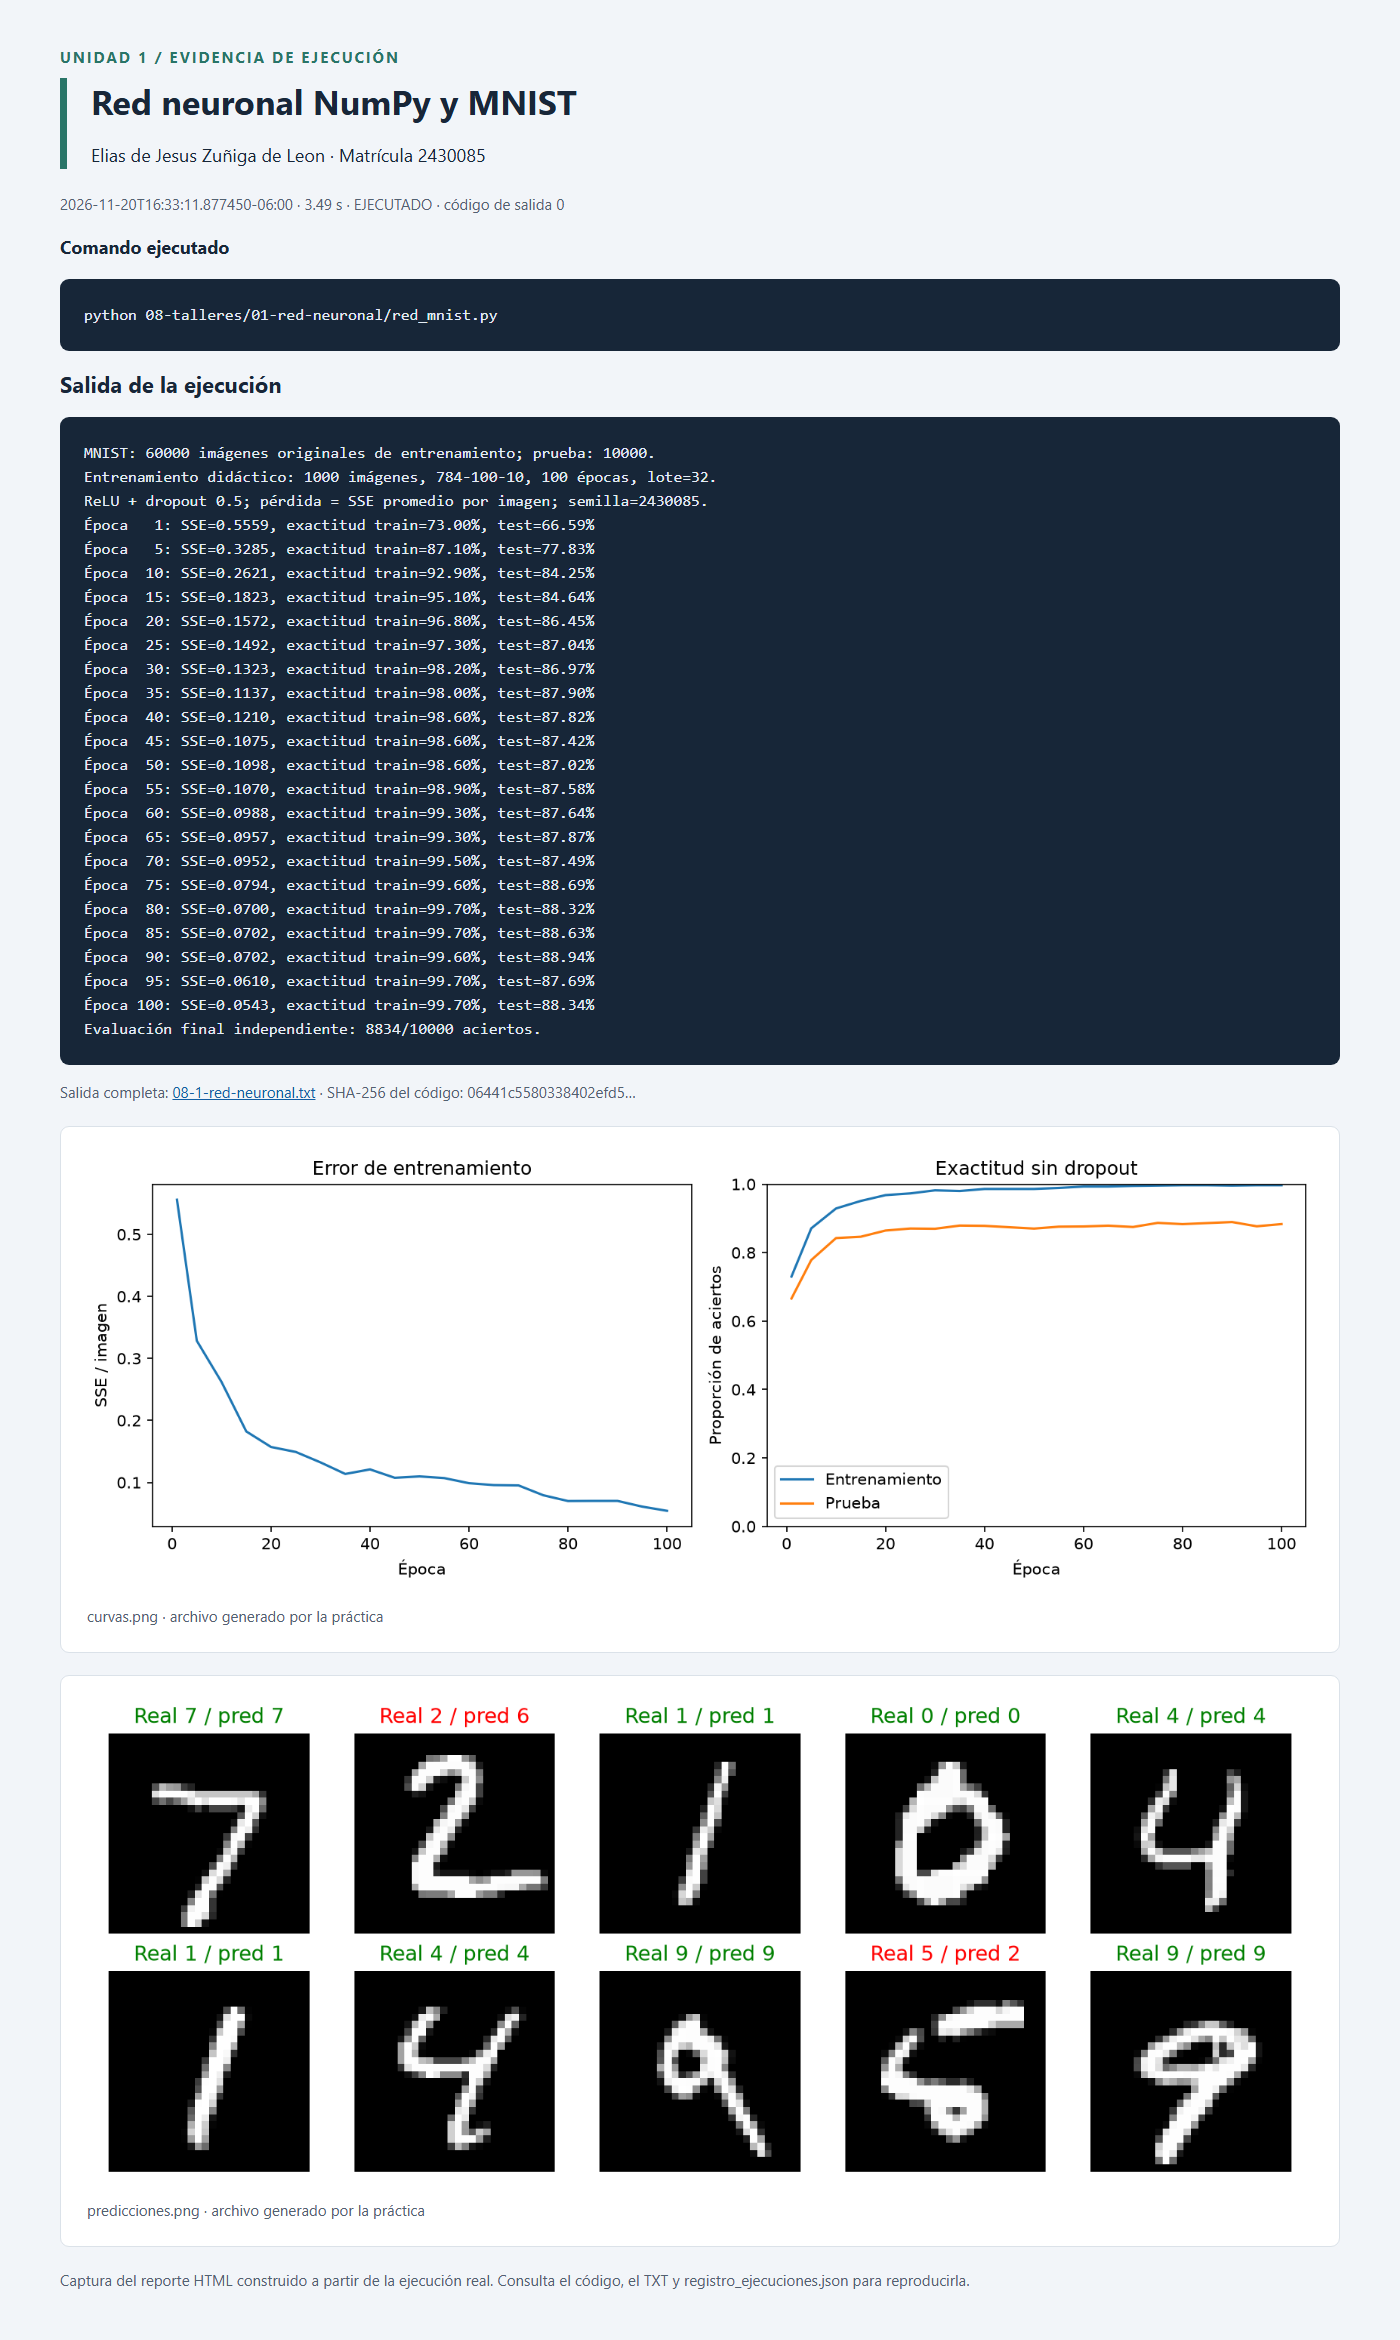 UNIDAD 1 / EVIDENCIA DE EJECUCIÓN
Red neuronal NumPy y MNIST
Elias de Jesus Zuñiga de Leon · Matrícula 2430085
2026-11-20T16:33:11.877450-06:00 · 3.49 s · EJECUTADO · código de salida 0
Comando ejecutado
python 08-talleres/01-red-neuronal/red_mnist.py
Salida de la ejecución
MNIST: 60000 imágenes originales de entrenamiento; prueba: 10000.
Entrenamiento didáctico: 1000 imágenes, 784-100-10, 100 épocas, lote=32.
ReLU + dropout 0.5; pérdida = SSE promedio por imagen; semilla=2430085.
Época   1: SSE=0.5559, exactitud train=73.00%, test=66.59%
Época   5: SSE=0.3285, exactitud train=87.10%, test=77.83%
Época  10: SSE=0.2621, exactitud train=92.90%, test=84.25%
Época  15: SSE=0.1823, exactitud train=95.10%, test=84.64%
Época  20: SSE=0.1572, exactitud train=96.80%, test=86.45%
Época  25: SSE=0.1492, exactitud train=97.30%, test=87.04%
Época  30: SSE=0.1323, exactitud train=98.20%, test=86.97%
Época  35: SSE=0.1137, exactitud train=98.00%, test=87.90%
Época  40: SSE=0.1210, exactitud train=98.60%, test=87.82%
Época  45: SSE=0.1075, exactitud train=98.60%, test=87.42%
Época  50: SSE=0.1098, exactitud train=98.60%, test=87.02%
Época  55: SSE=0.1070, exactitud train=98.90%, test=87.58%
Época  60: SSE=0.0988, exactitud train=99.30%, test=87.64%
Época  65: SSE=0.0957, exactitud train=99.30%, test=87.87%
Época  70: SSE=0.0952, exactitud train=99.50%, test=87.49%
Época  75: SSE=0.0794, exactitud train=99.60%, test=88.69%
Época  80: SSE=0.0700, exactitud train=99.70%, test=88.32%
Época  85: SSE=0.0702, exactitud train=99.70%, test=88.63%
Época  90: SSE=0.0702, exactitud train=99.60%, test=88.94%
Época  95: SSE=0.0610, exactitud train=99.70%, test=87.69%
Época 100: SSE=0.0543, exactitud train=99.70%, test=88.34%
Evaluación final independiente: 8834/10000 aciertos.
Salida completa: 08-1-red-neuronal.txt · SHA-256 del código: 06441c5580338402efd5…
Error de entrenamiento
SSE / imagen
0.5
0.4
0.3
0.2
0.1
0 20 40 60 80 100
Época
Exactitud sin dropout
Proporción de aciertos
1.0
0.8
0.6
0.4
0.2
0.0
Entrenamiento
Prueba
0 20 40 60 80 100
Época
curvas.png · archivo generado por la práctica
Real 7 / pred 7 Real 2 / pred 6 Real 1 / pred 1 Real 0 / pred 0 Real 4 / pred 4
7 2 1 0 4
Real 1 / pred 1 Real 4 / pred 4 Real 9 / pred 9 Real 5 / pred 2 Real 9 / pred 9
1 4 9 5 9
predicciones.png · archivo generado por la práctica
Captura del reporte HTML construido a partir de la ejecución real. Consulta el código, el TXT y registro_ejecuciones.json para reproducirla.